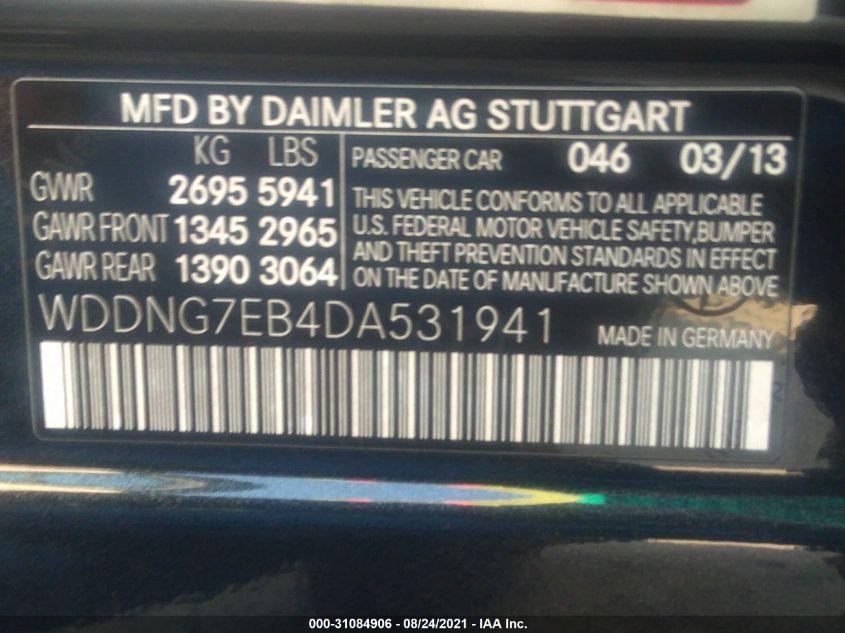 MFD BY DAIMLER AG STUTTGART
KG LBS
GVWR 2695 5941
GAWR FRONT 1345 2965
GAWR REAR 1390 3064
PASSENGER CAR 046 03/13
THIS VEHICLE CONFORMS TO ALL APPLICABLE
U.S. FEDERAL MOTOR VEHICLE SAFETY,BUMPER
AND THEFT PREVENTION STANDARDS IN EFFECT
ON THE DATE OF MANUFACTURE SHOWN ABOVE
WDDNG7EB4DA531941 MADE IN GERMANY
000-31084906 - 08/24/2021 - IAA Inc.